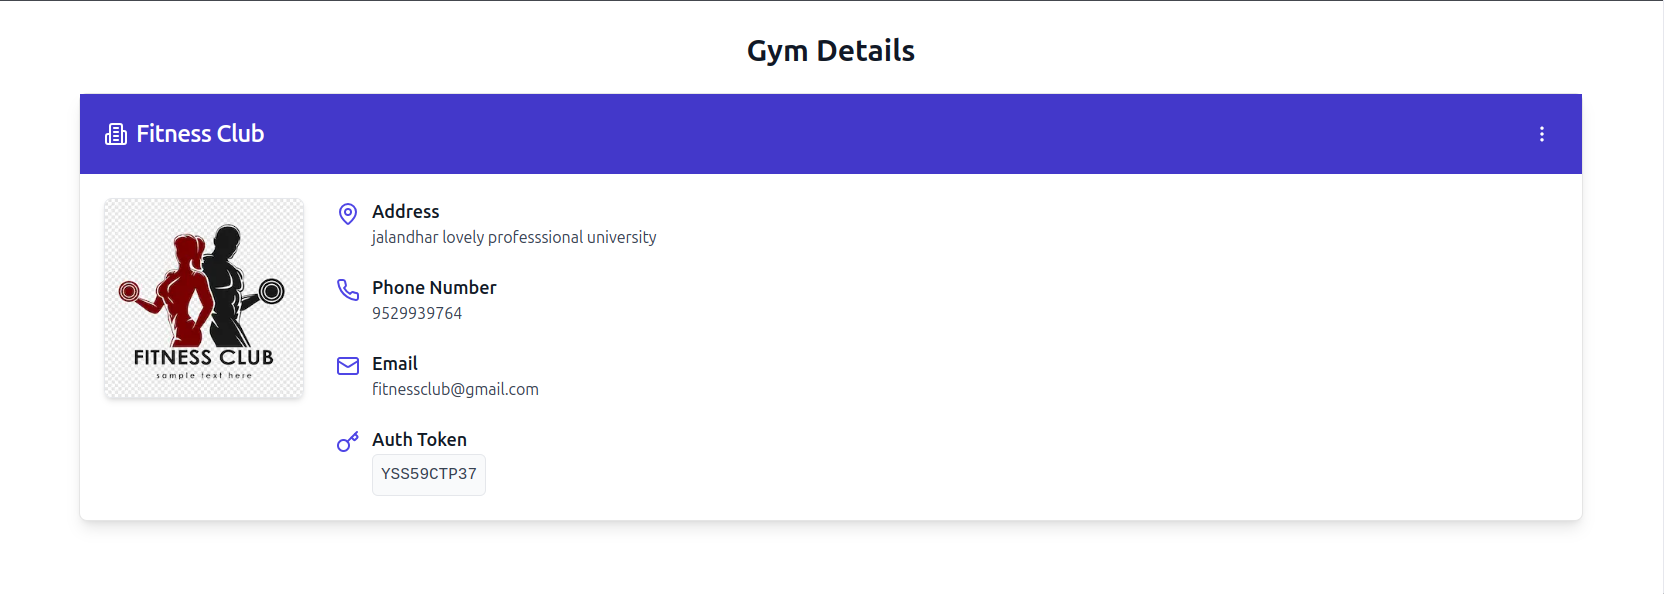 Gym Details
Fitness Club
FITNESS CLUB
sample text here
Address
jalandhar lovely professsional university
Phone Number
9529939764
Email
fitnessclub@gmail.com
Auth Token
YSS59CTP37